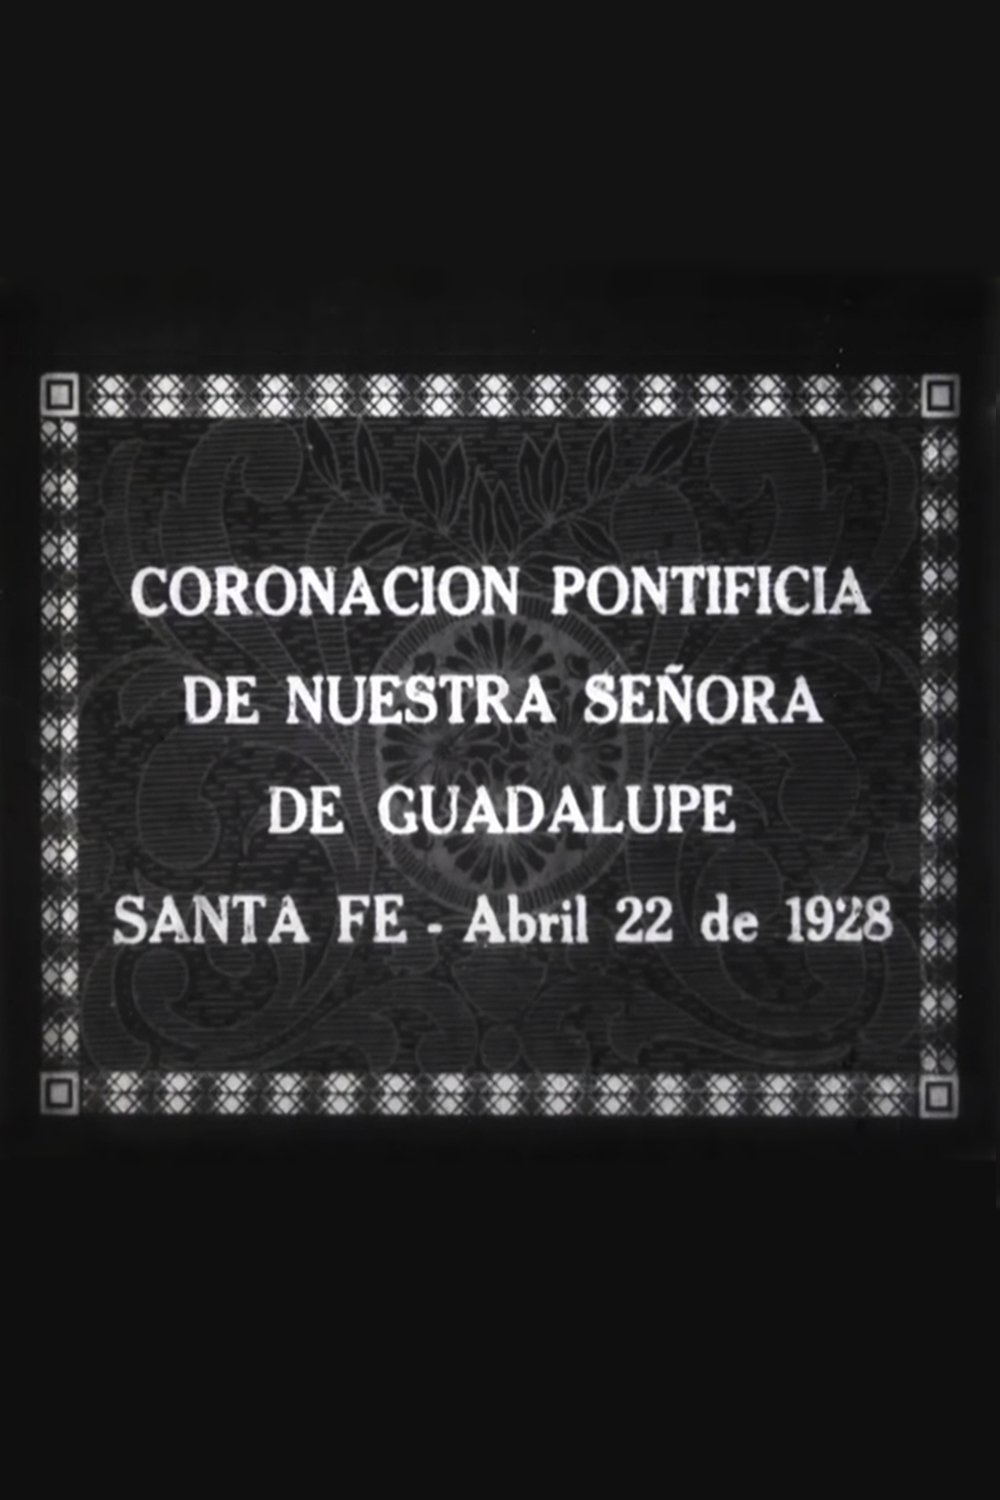 CORONACION PONTIFICIA
DE NUESTRA SEÑORA
DE GUADALUPE
SANTA FE - Abril 22 de 1928